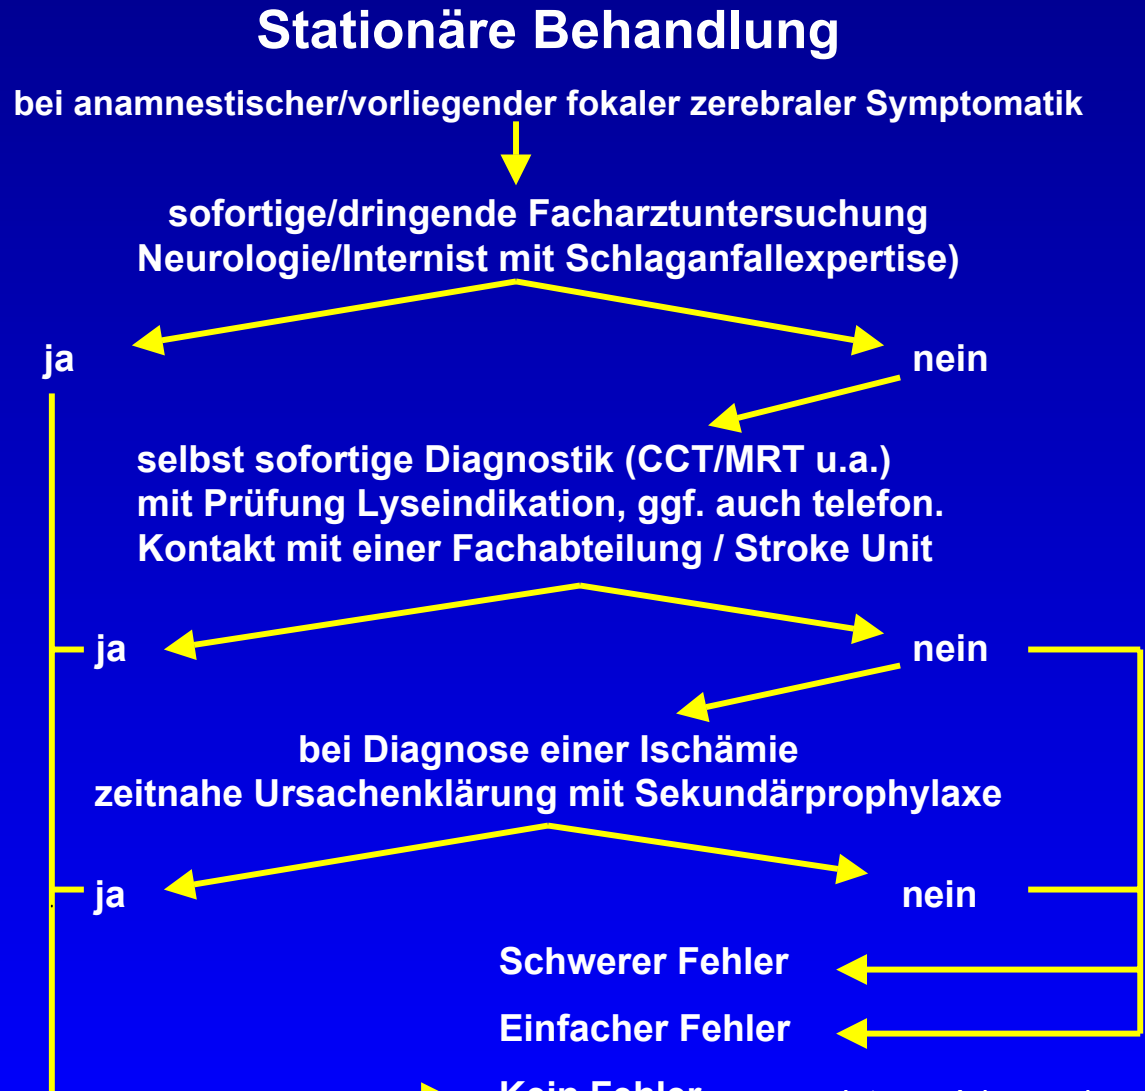 Stationäre Behandlung
bei anamnestischer/vorliegender fokaler zerebraler Symptomatik
sofortige/dringende Facharztuntersuchung
Neurologie/Internist mit Schlaganfallexpertise)
ja
nein
selbst sofortige Diagnostik (CCT/MRT u.a.)
mit Prüfung Lyseindikation, ggf. auch telefon.
Kontakt mit einer Fachabteilung / Stroke Unit
ja
nein
bei Diagnose einer Ischämie
zeitnahe Ursachenklärung mit Sekundärprophylaxe
ja
nein
Schwerer Fehler
Einfacher Fehler
Kein Fehler